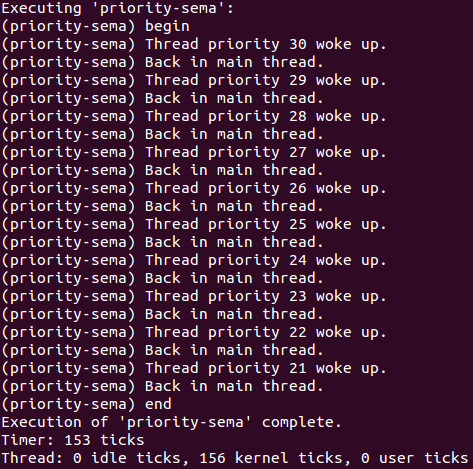 Executing 'priority-sema':
(priority-sema) begin
(priority-sema) Thread priority 30 woke up.
(priority-sema) Back in main thread.
(priority-sema) Thread priority 29 woke up.
(priority-sema) Back in main thread.
(priority-sema) Thread priority 28 woke up.
(priority-sema) Back in main thread.
(priority-sema) Thread priority 27 woke up.
(priority-sema) Back in main thread.
(priority-sema) Thread priority 26 woke up.
(priority-sema) Back in main thread.
(priority-sema) Thread priority 25 woke up.
(priority-sema) Back in main thread.
(priority-sema) Thread priority 24 woke up.
(priority-sema) Back in main thread.
(priority-sema) Thread priority 23 woke up.
(priority-sema) Back in main thread.
(priority-sema) Thread priority 22 woke up.
(priority-sema) Back in main thread.
(priority-sema) Thread priority 21 woke up.
(priority-sema) Back in main thread.
(priority-sema) end
Execution of 'priority-sema' complete.
Timer: 153 ticks
Thread: 0 idle ticks, 156 kernel ticks, 0 user ticks